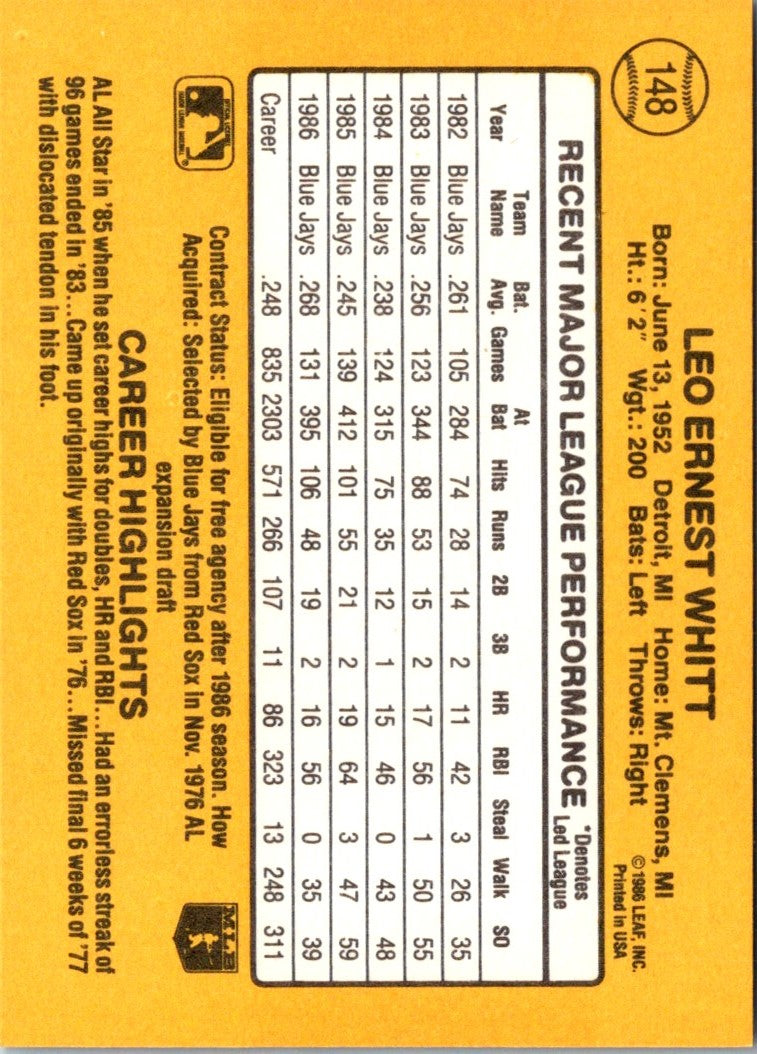 148
LEO ERNEST WHITT
Born: June 13, 1952 Detroit, MI Home: Mt. Clemens, MI
Ht.: 6'2" Wgt.: 200 Bats: Left Throws: Right
©1986 LEAF, INC.
Printed in USA
RECENT MAJOR LEAGUE PERFORMANCE *Denotes Led League
Year Team Name Bat. Avg. Games At Bat Hits Runs 2B 3B HR RBI Steal Walk SO
1982 Blue Jays .261 105 284 74 28 14 2 11 42 3 26 35
1983 Blue Jays .256 123 344 88 53 15 2 17 56 1 50 55
1984 Blue Jays .238 124 315 75 35 12 1 15 46 0 43 48
1985 Blue Jays .245 139 412 101 55 21 2 19 64 3 47 59
1986 Blue Jays .268 131 395 106 48 19 2 16 56 0 35 39
Career .248 835 2303 571 266 107 11 86 323 13 248 311
Contract Status: Eligible for free agency after 1986 season. How
Acquired: Selected by Blue Jays from Red Sox in Nov. 1976 AL
expansion draft
MLB
CAREER HIGHLIGHTS
AL All Star in '85 when he set career highs for doubles, HR and RBI...Had an errorless streak of
96 games ended in '83...Came up originally with Red Sox in '76...Missed final 6 weeks of '77
with dislocated tendon in his foot.